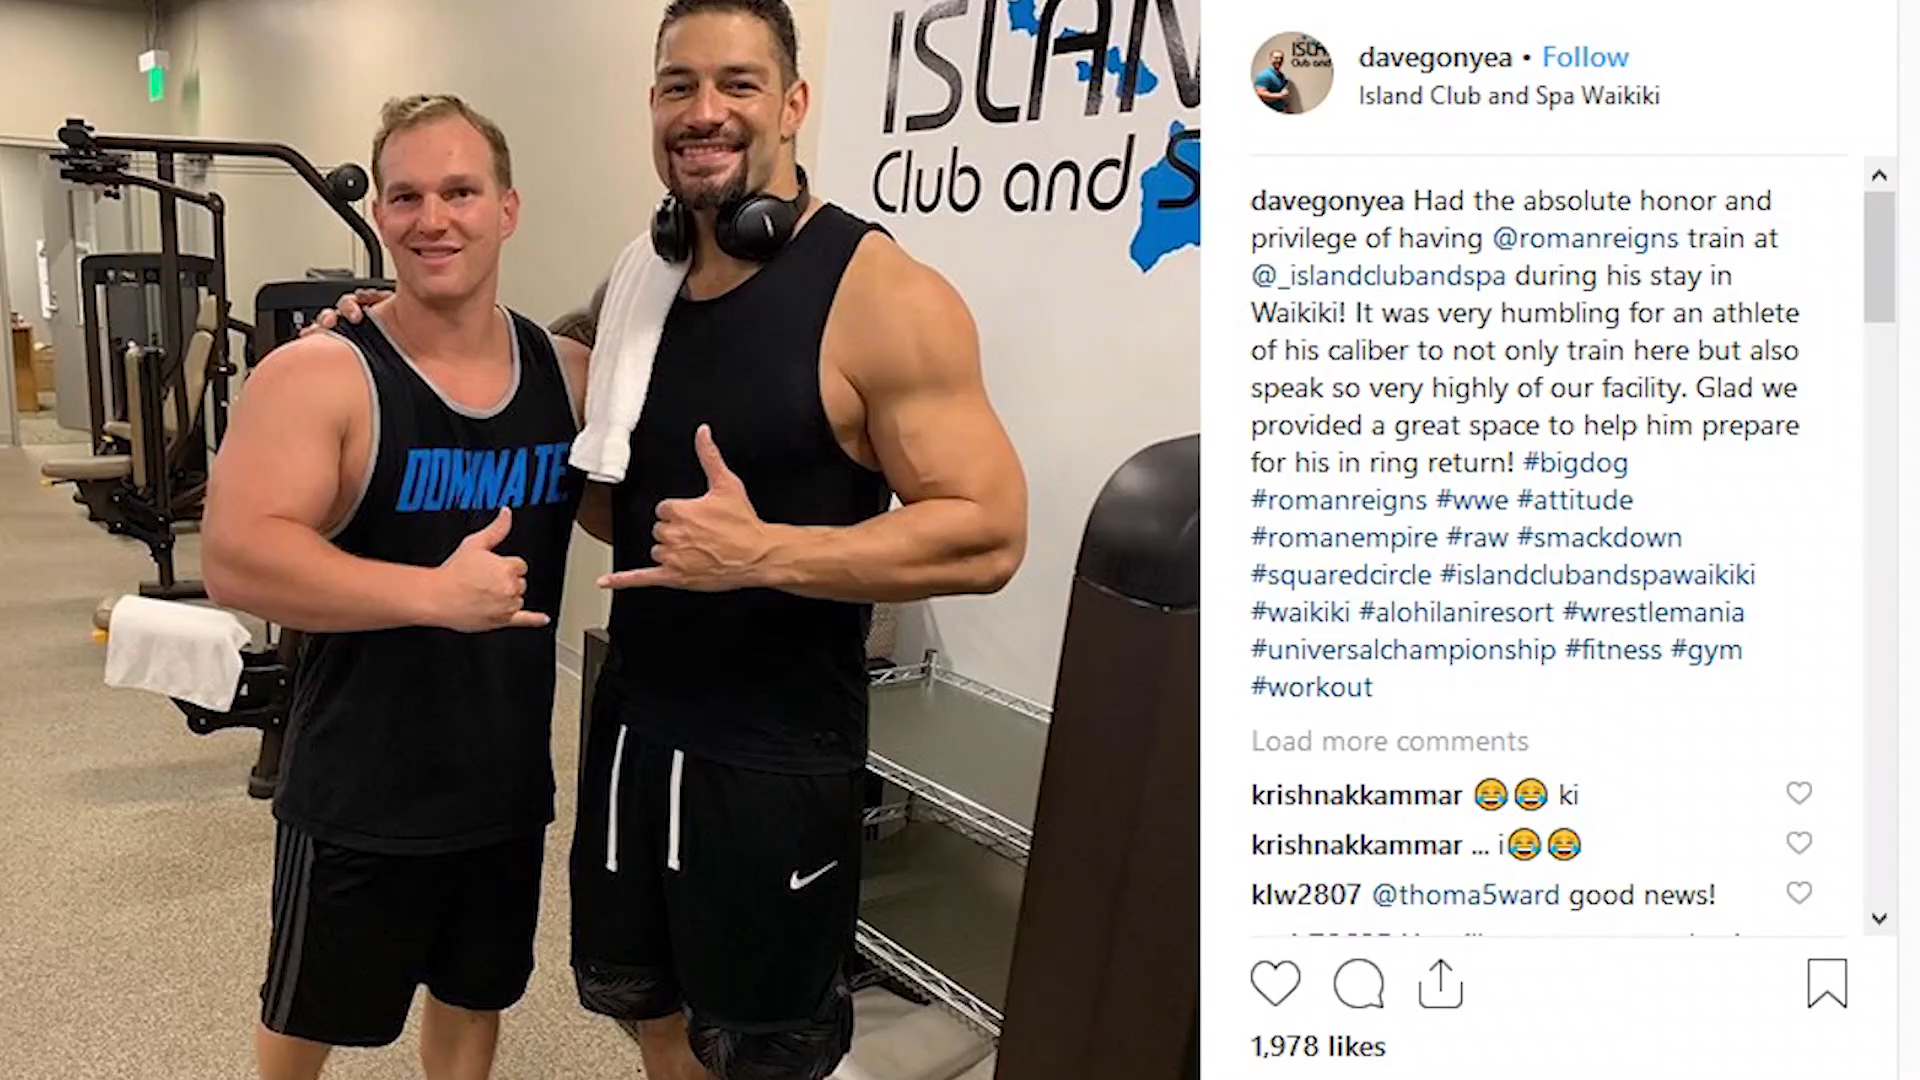 ISLAN
Club and S
DOMINATE
davegonyea • Follow
Island Club and Spa Waikiki
davegonyea Had the absolute honor and
privilege of having @romanreigns train at
@_islandclubandspa during his stay in
Waikiki! It was very humbling for an athlete
of his caliber to not only train here but also
speak so very highly of our facility. Glad we
provided a great space to help him prepare
for his in ring return! #bigdog
#romanreigns #wwe #attitude
#romanempire #raw #smackdown
#squaredcircle #islandclubandspawaikiki
#waikiki #alohilaniresort #wrestlemania
#universalchampionship #fitness #gym
#workout
Load more comments
krishnakkammar 😂😂 ki
krishnakkammar ... i😂😂
klw2807 @thoma5ward good news!
1,978 likes